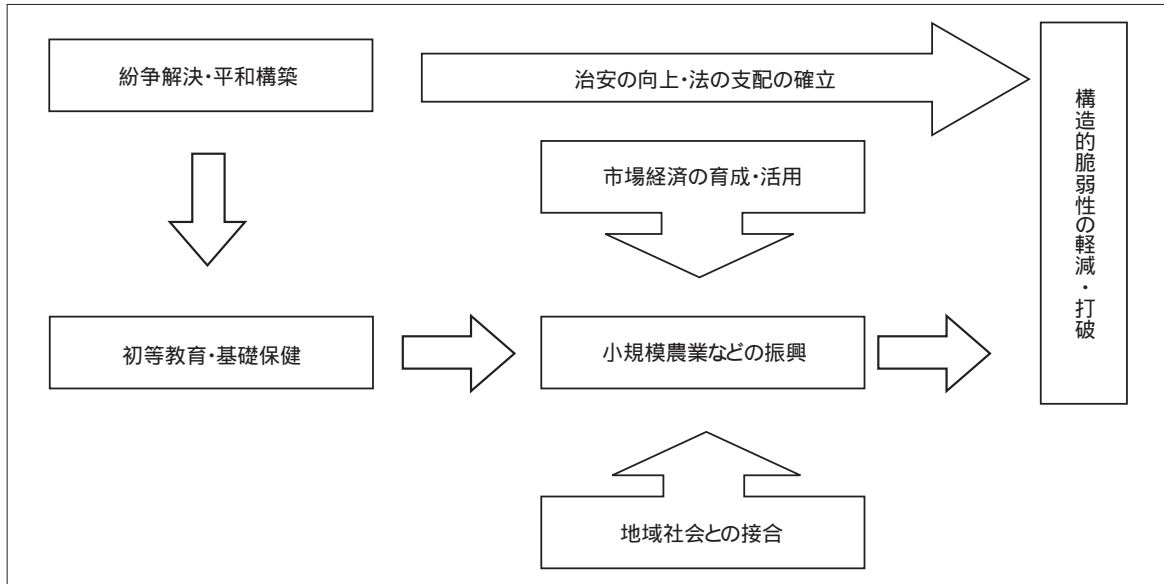 紛争解決・平和構築
治安の向上・法の支配の確立
構造的脆弱性の軽減・打破
市場経済の育成・活用
初等教育・基礎保健
小規模農業などの振興
地域社会との接合